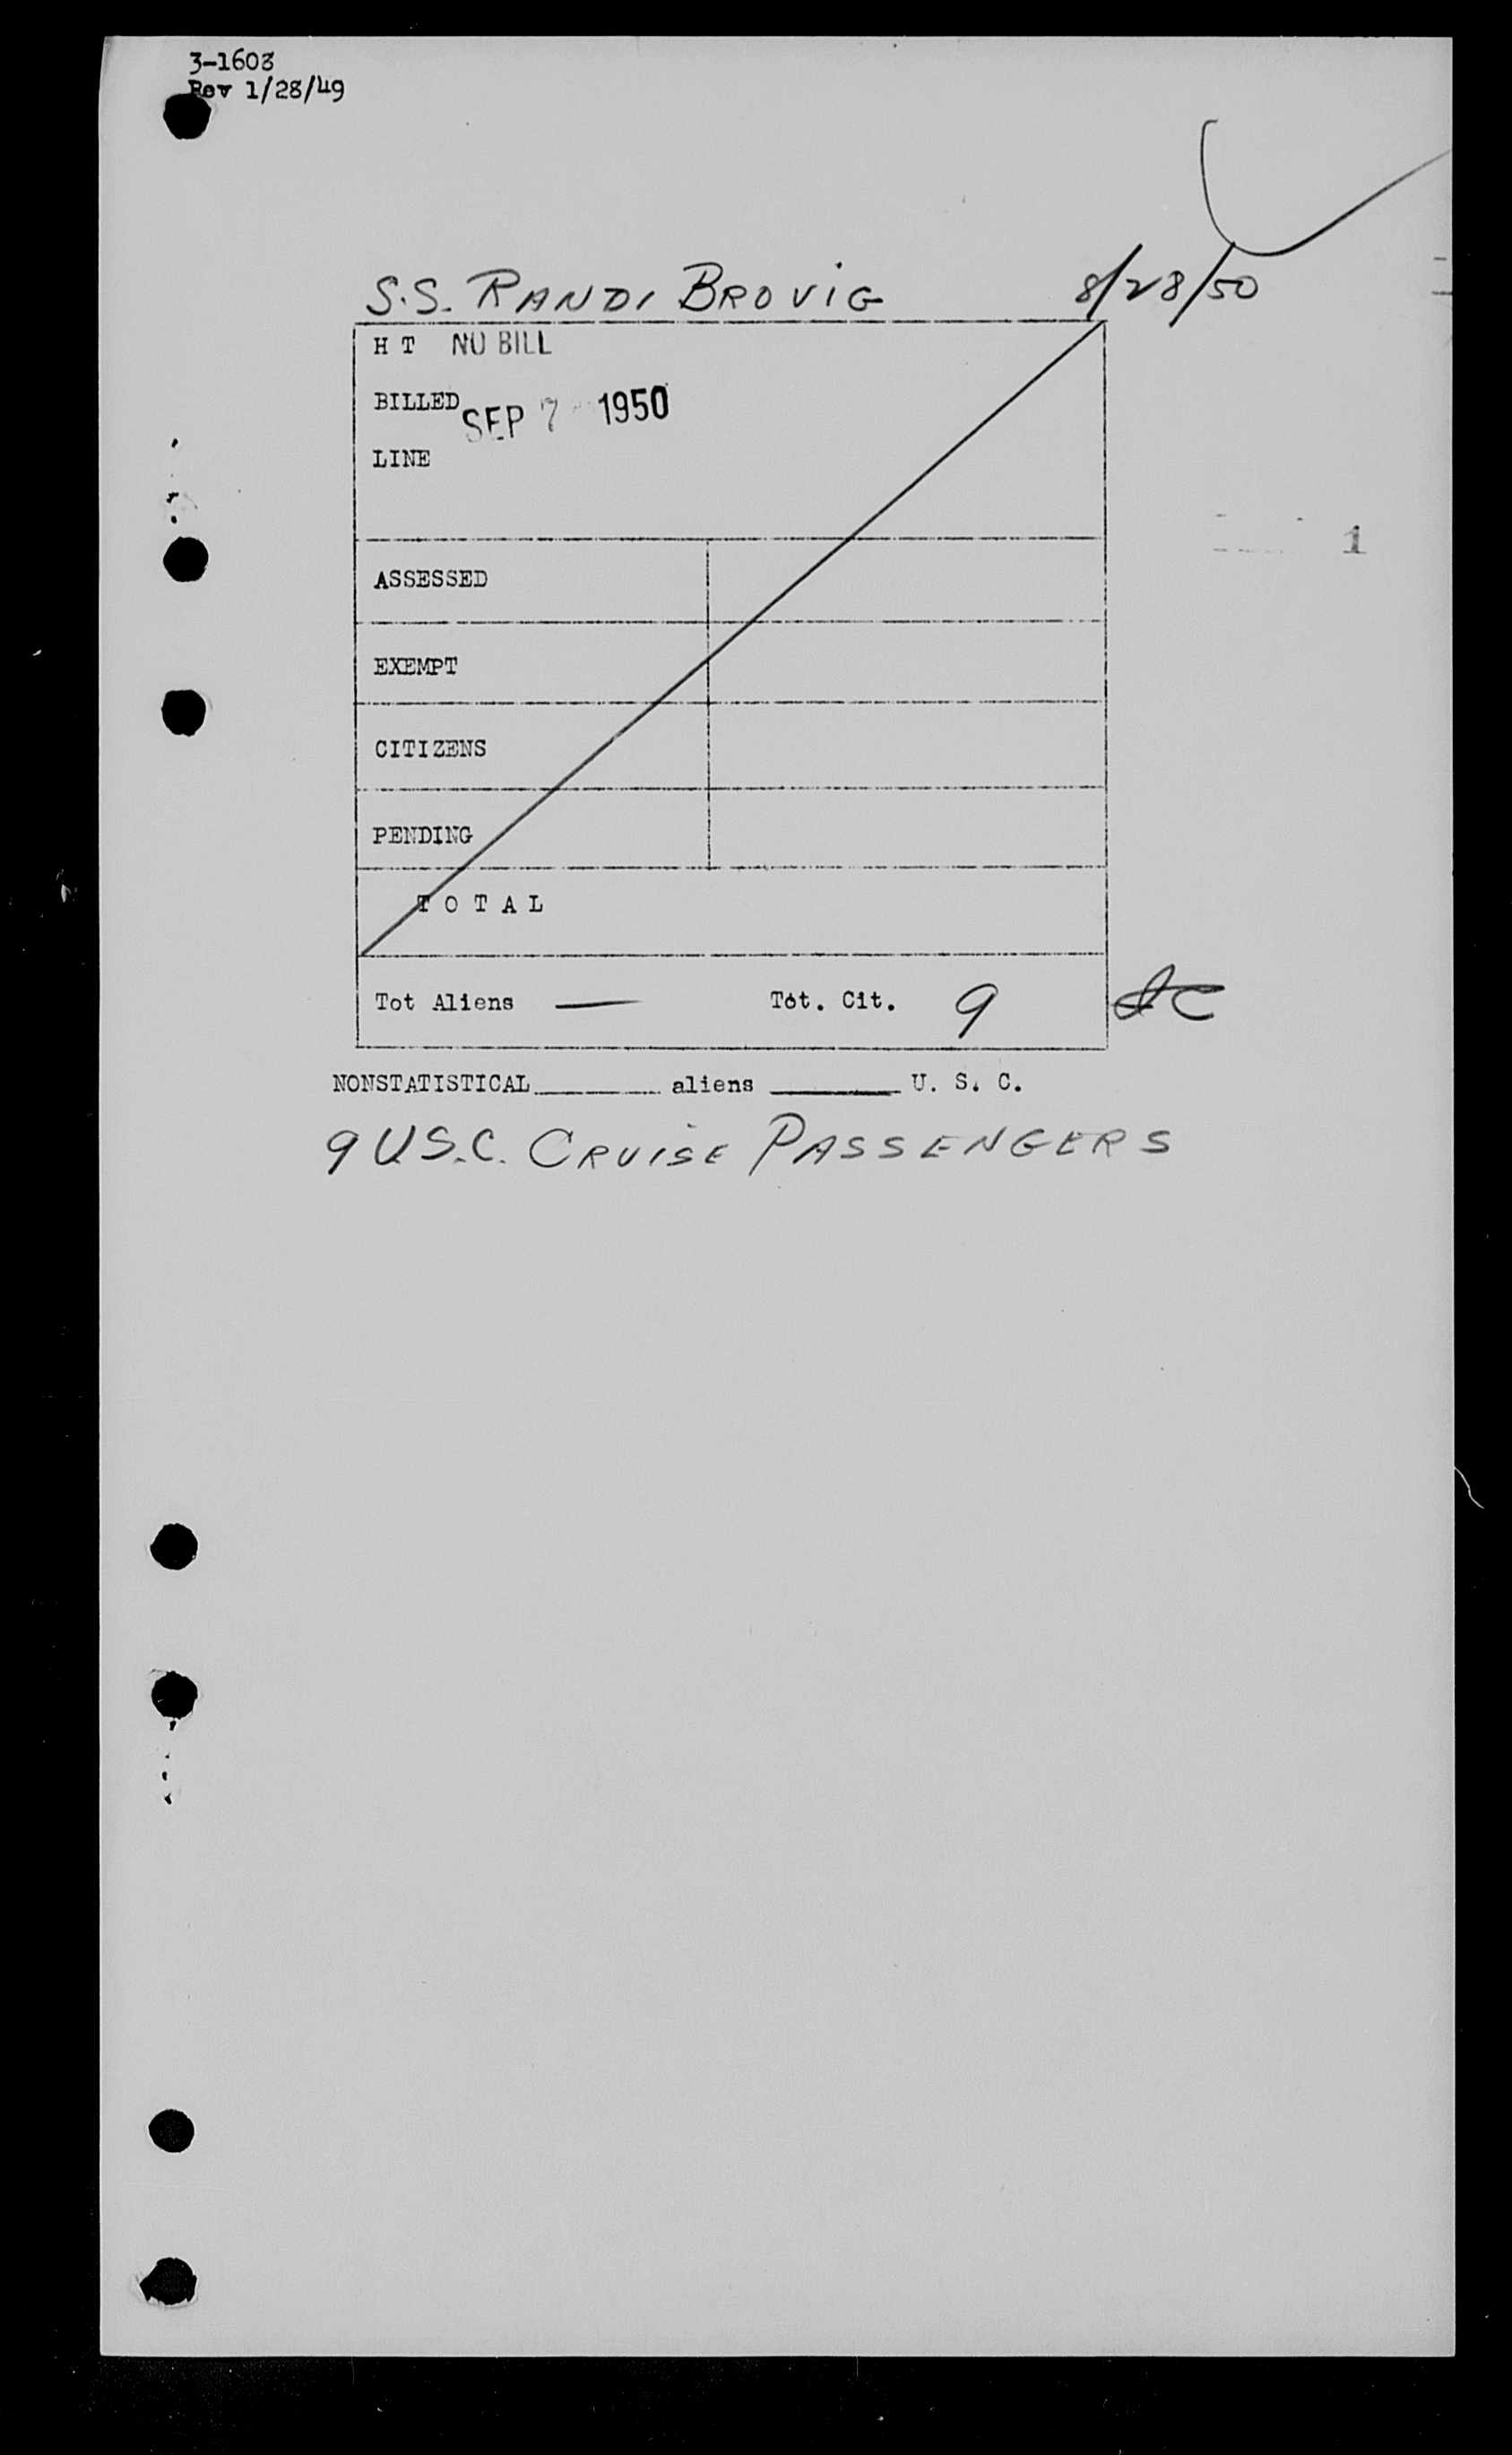 3-1603
Rev 1/28/49
S.S. RANDI BROVIG 8/28/50
H T NO BILL
BILLED SEP 7 1950
LINE
1
ASSESSED
EXEMPT
CITIZENS
PENDING
T O T A L
Tot Aliens — Tot. Cit. 9
NONSTATISTICAL aliens U. S. C.
9 U.S.C. CRUISE PASSENGERS